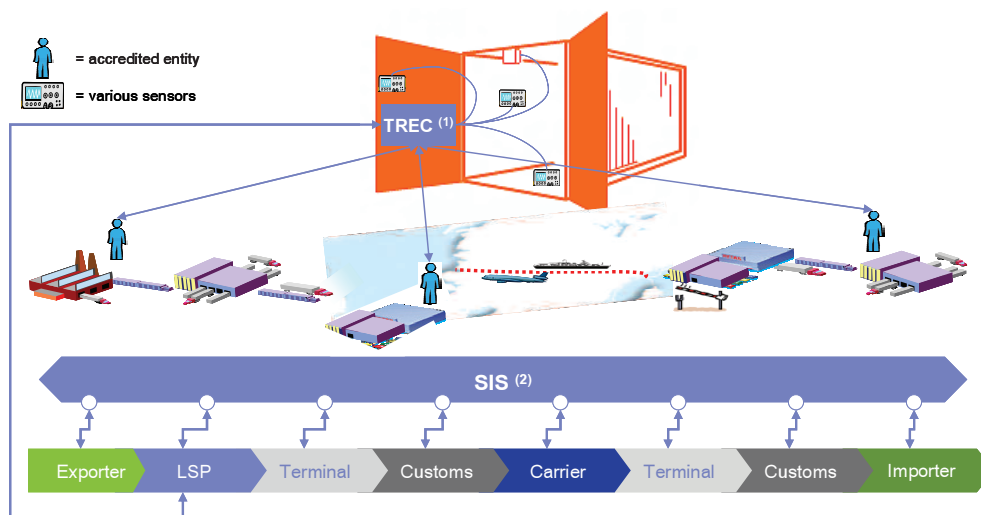 = accredited entity
= various sensors
TREC (1)
SIS (2)
Exporter
LSP
Terminal
Customs
Carrier
Terminal
Customs
Importer